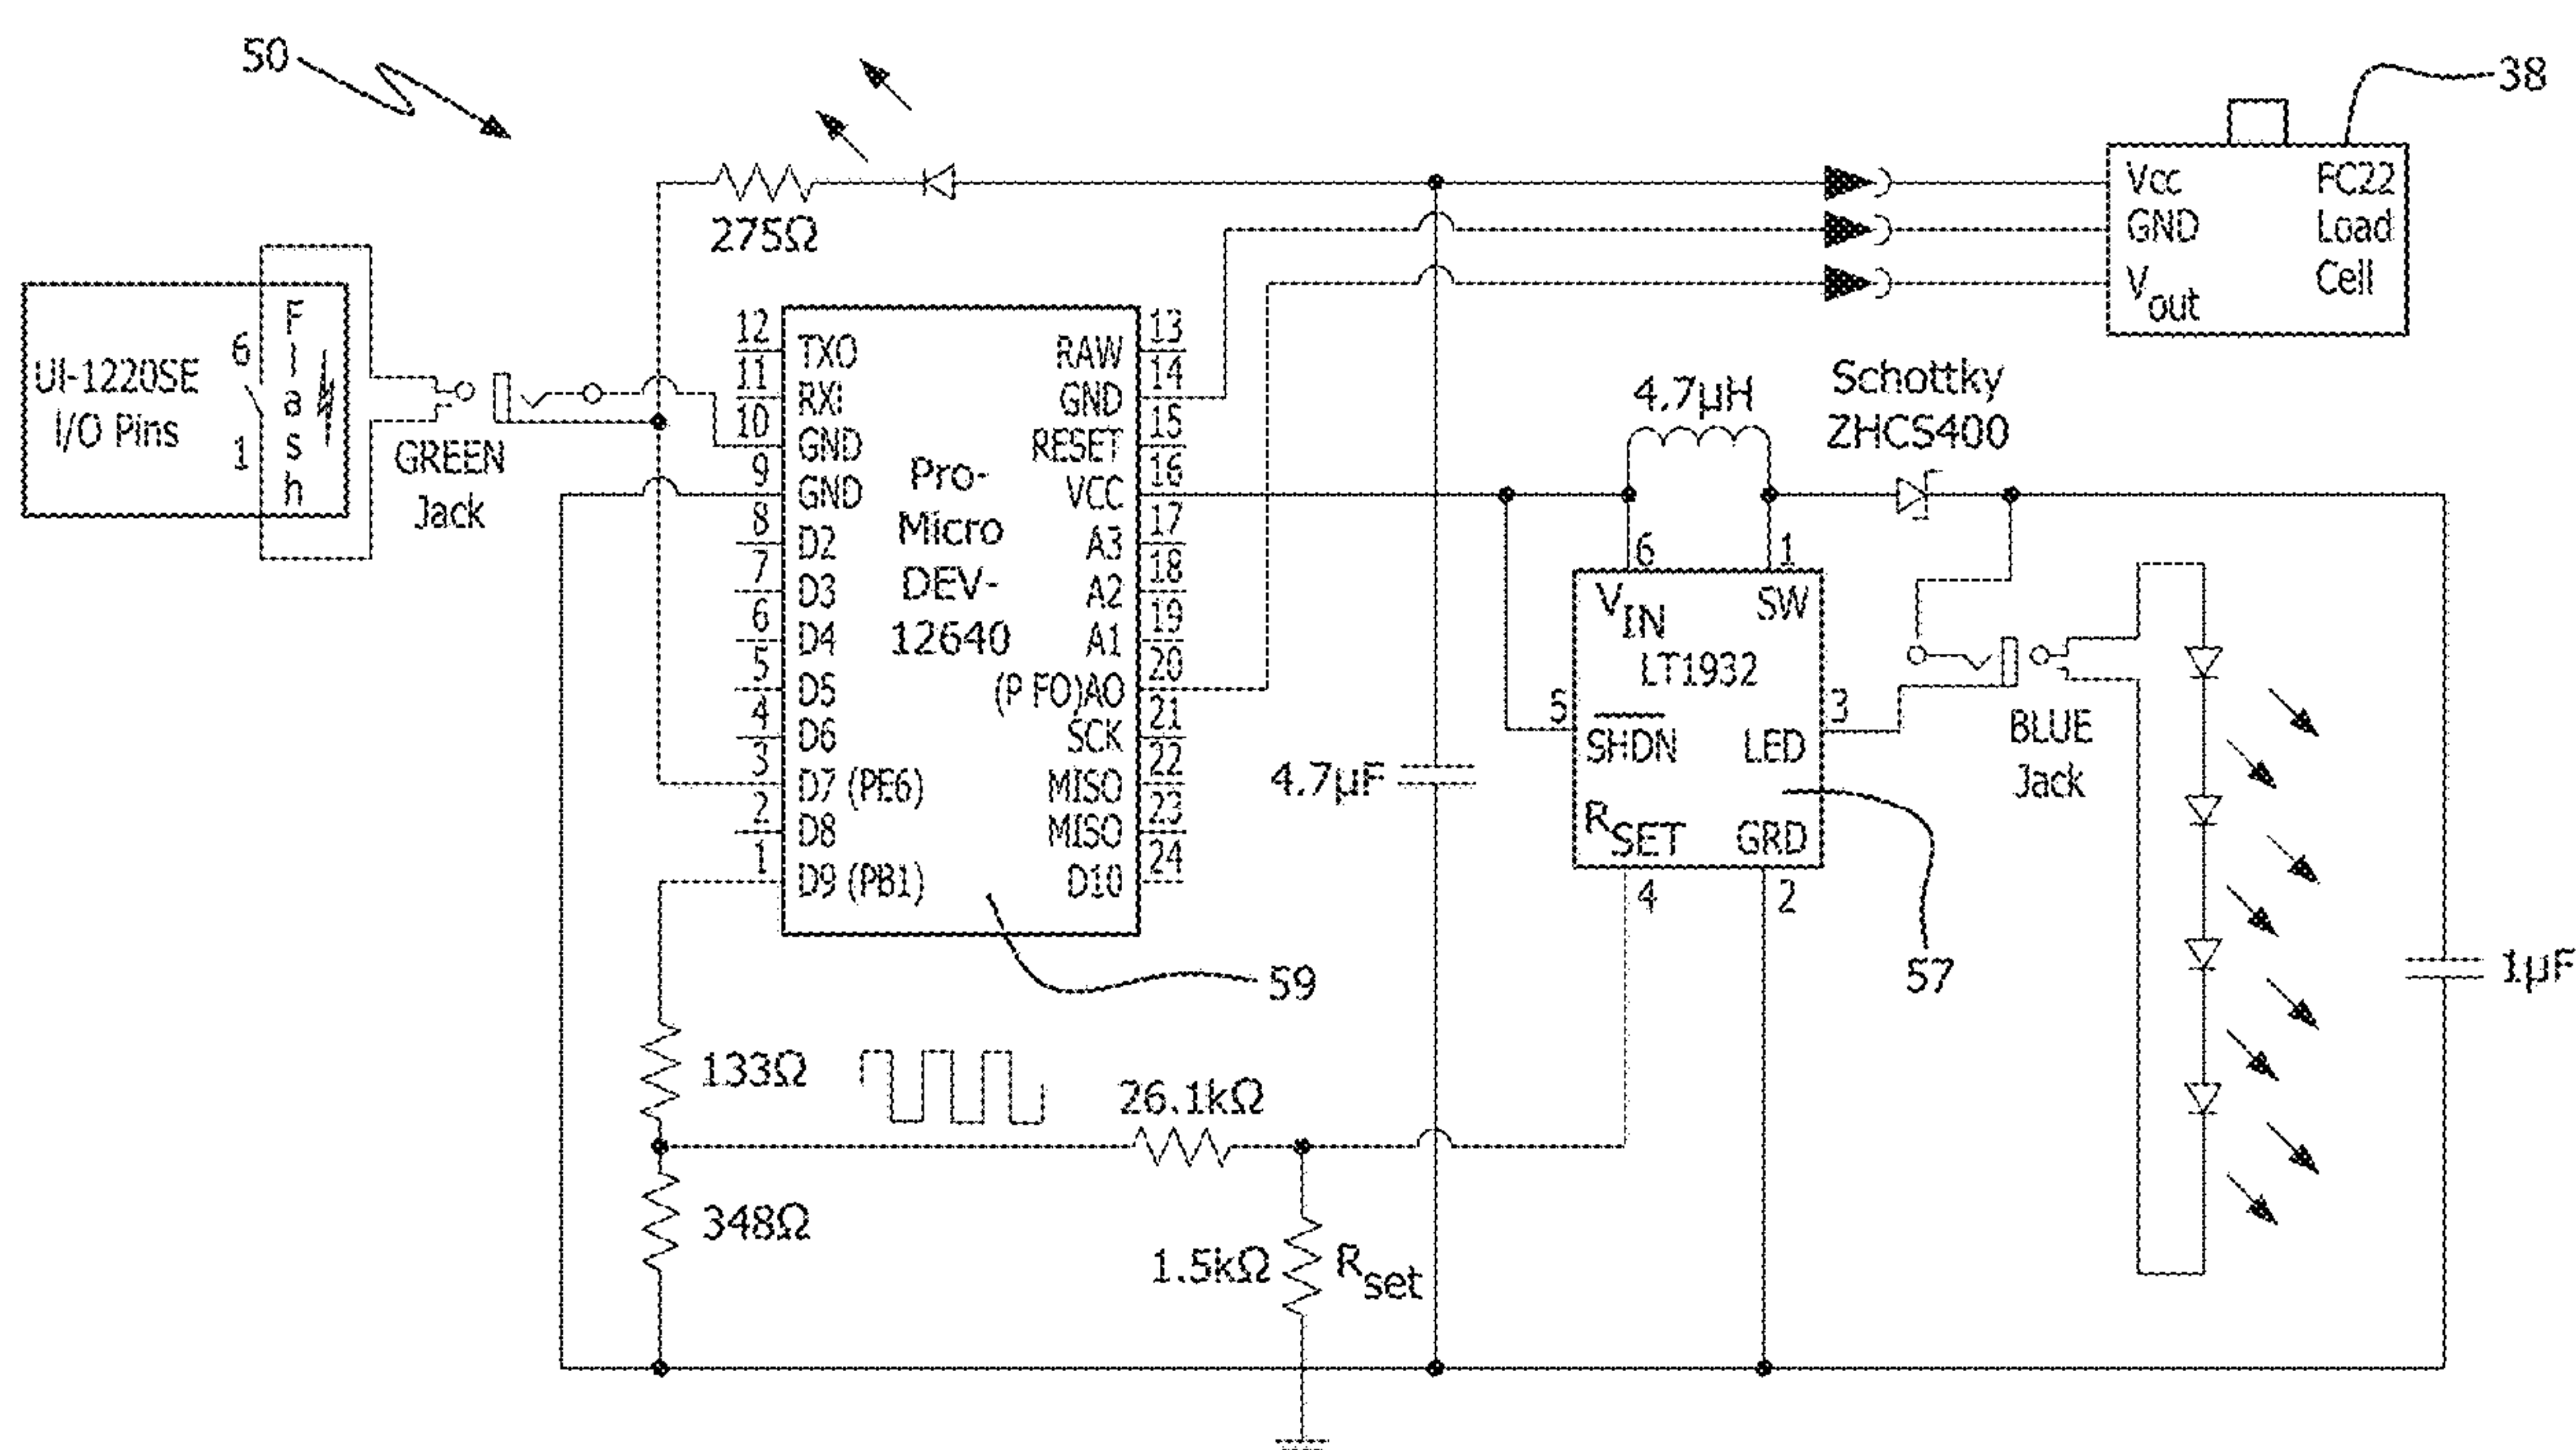 50
38
275Ω
Vcc
GND
Vout
FC22
Load
Cell
UI-1220SE
I/O Pins
6
1
Flash
GREEN
Jack
12
11
10
9
8
7
6
5
4
3
2
1
TXO
RXI
GND
GND
D2
D3
D4
D5
D6
D7 (PE6)
D8
D9 (PB1)
Pro-
Micro
DEV-
12640
RAW
GND
RESET
VCC
A3
A2
A1
(P FO)AO
SCK
MISO
MISO
D10
13
14
15
16
17
18
19
20
21
22
23
24
59
4.7µH
Schottky
ZHCS400
6
1
VIN
SW
LT1932
5
SHDN
LED
3
RSET
GRD
4
2
57
BLUE
Jack
4.7µF
1µF
133Ω
26.1kΩ
348Ω
1.5kΩ
Rset